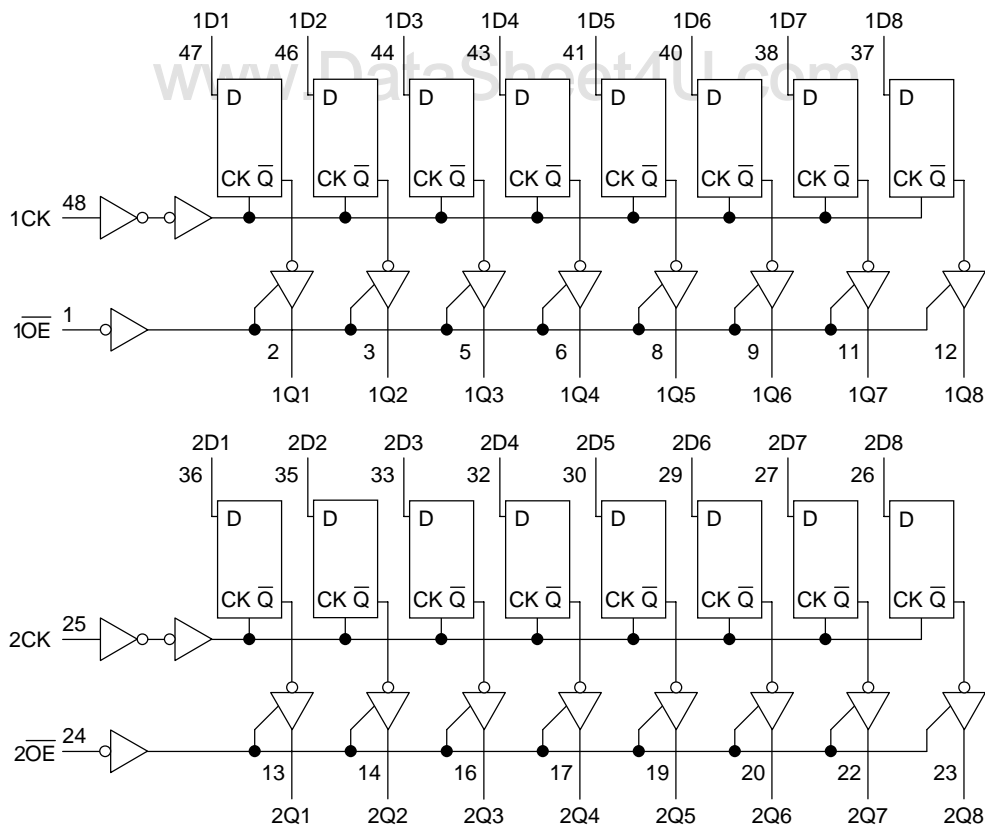 1D1 1D2 1D3 1D4 1D5 1D6 1D7 1D8
47 46 44 43 41 40 38 37
www.DataSheet4U.com
D D D D D D D D
CK Q̅ CK Q̅ CK Q̅ CK Q̅ CK Q̅ CK Q̅ CK Q̅ CK Q̅
1CK 48
1O̅E̅ 1
2 3 5 6 8 9 11 12
1Q1 1Q2 1Q3 1Q4 1Q5 1Q6 1Q7 1Q8
2D1 2D2 2D3 2D4 2D5 2D6 2D7 2D8
36 35 33 32 30 29 27 26
D D D D D D D D
CK Q̅ CK Q̅ CK Q̅ CK Q̅ CK Q̅ CK Q̅ CK Q̅ CK Q̅
2CK 25
2O̅E̅ 24
13 14 16 17 19 20 22 23
2Q1 2Q2 2Q3 2Q4 2Q5 2Q6 2Q7 2Q8